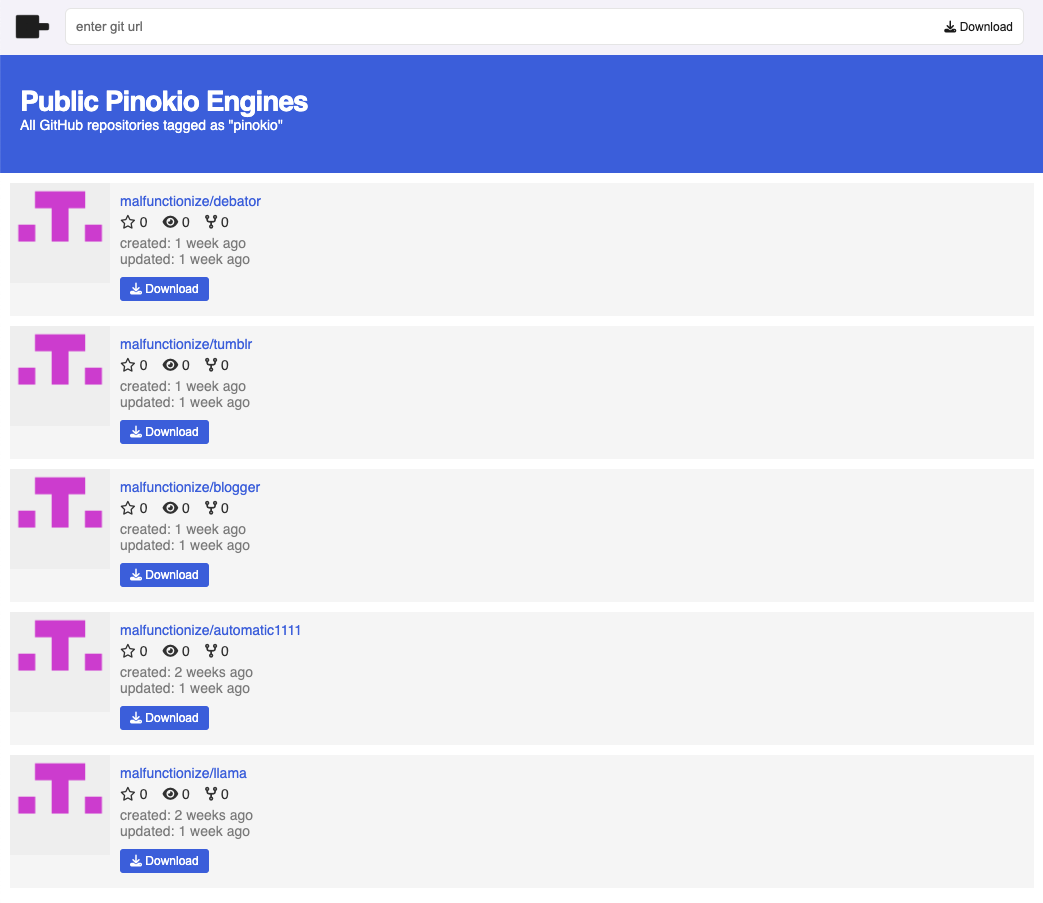 enter git url
Download
Public Pinokio Engines
All GitHub repositories tagged as "pinokio"
malfunctionize/debator
0 0 0
created: 1 week ago
updated: 1 week ago
Download
malfunctionize/tumblr
0 0 0
created: 1 week ago
updated: 1 week ago
Download
malfunctionize/blogger
0 0 0
created: 1 week ago
updated: 1 week ago
Download
malfunctionize/automatic1111
0 0 0
created: 2 weeks ago
updated: 1 week ago
Download
malfunctionize/llama
0 0 0
created: 2 weeks ago
updated: 1 week ago
Download